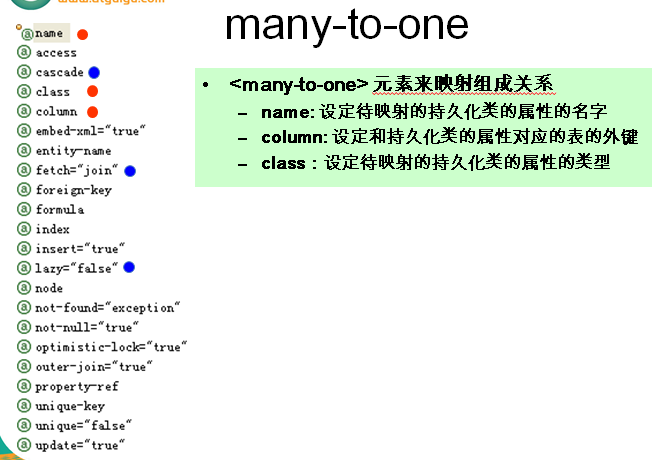 www.atguigu.com
many-to-one
@name
@access
@cascade
@class
@column
@embed-xml="true"
@entity-name
@fetch="join"
@foreign-key
@formula
@index
@insert="true"
@lazy="false"
@node
@not-found="exception"
@not-null="true"
@optimistic-lock="true"
@outer-join="true"
@property-ref
@unique-key
@unique="false"
@update="true"
• <many-to-one> 元素来映射组成关系
– name: 设定待映射的持久化类的属性的名字
– column: 设定和持久化类的属性对应的表的外键
– class：设定待映射的持久化类的属性的类型